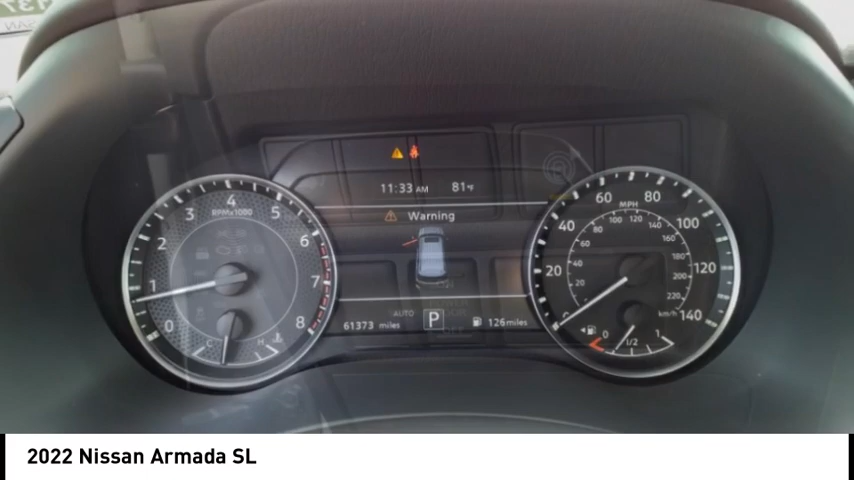 11:33 AM 81°F
Warning
RPMx1000
0 1 2 3 4 5 6 7 8
C H
AUTO
61373 miles P 126miles
MPH
20 40 60 80 100 120 140
20 40 60 80 100 120 140 160 180 200 220
km/h
0 1/2 1
2022 Nissan Armada SL